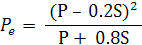 Pₑ = (P − 0.2S)² / P + 0.8S